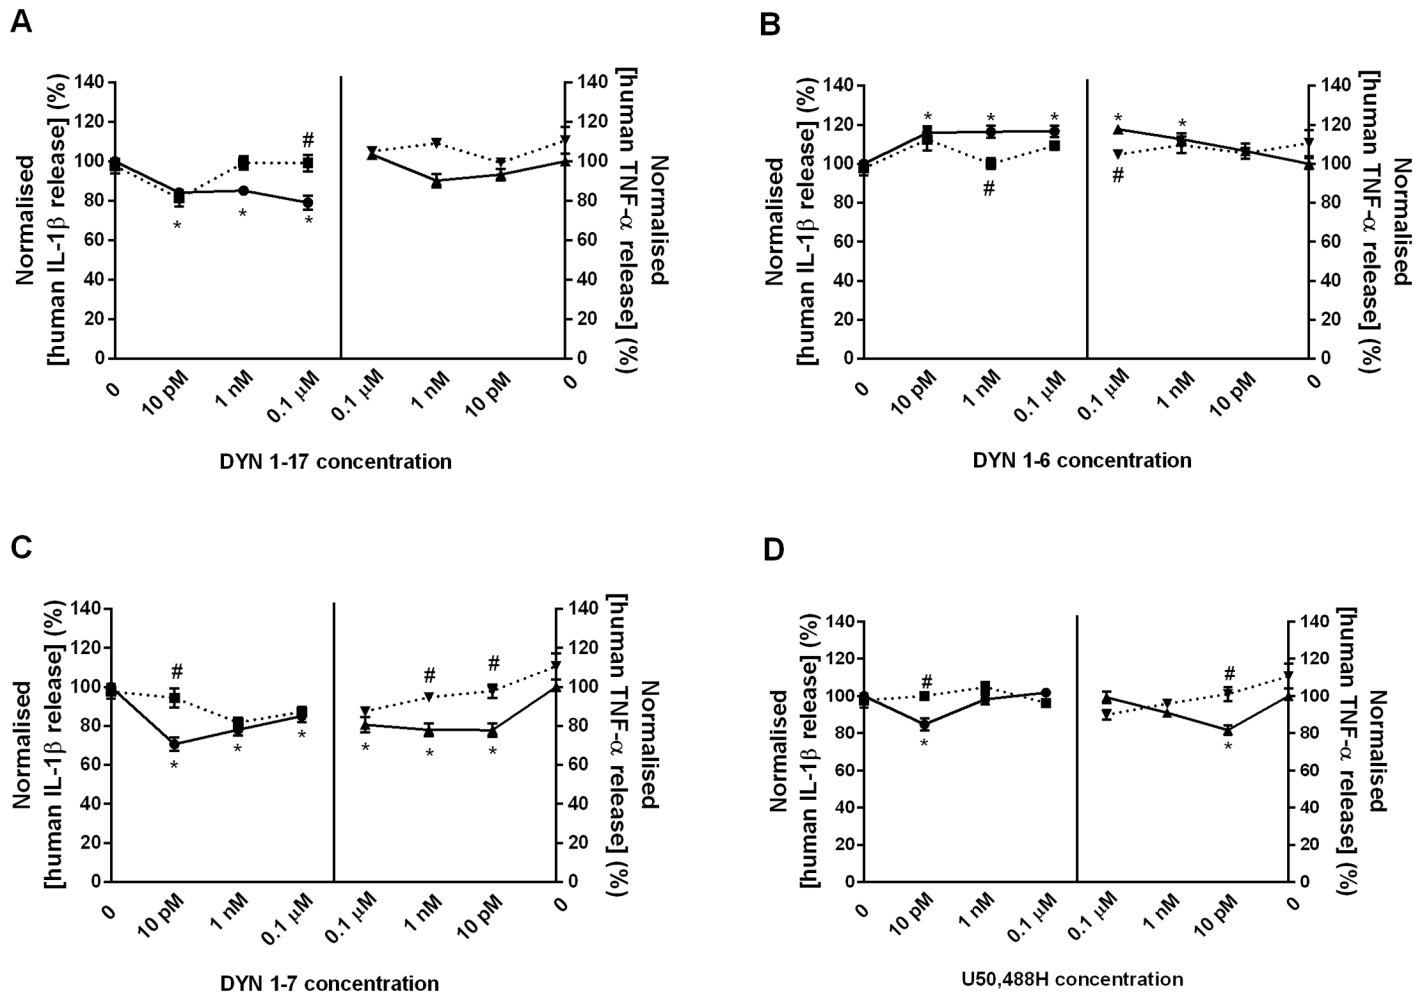 A
Normalised
[human IL-1β release] (%)
140
120
100
80
60
40
20
0
#
*
*
*
140
120
100
80
60
40
20
0
Normalised
[human TNF-α release] (%)
0
10 pM
1 nM
0.1 µM
0.1 µM
1 nM
10 pM
0
DYN 1-17 concentration
B
Normalised
[human IL-1β release] (%)
140
120
100
80
60
40
20
0
*
*
*
#
*
*
#
140
120
100
80
60
40
20
0
Normalised
[human TNF-α release] (%)
0
10 pM
1 nM
0.1 µM
0.1 µM
1 nM
10 pM
0
DYN 1-6 concentration
C
Normalised
[human IL-1β release] (%)
140
120
100
80
60
40
20
0
#
*
*
*
#
#
*
*
*
140
120
100
80
60
40
20
0
Normalised
[human TNF-α release] (%)
0
10 pM
1 nM
0.1 µM
0.1 µM
1 nM
10 pM
0
DYN 1-7 concentration
D
Normalised
[human IL-1β release] (%)
140
120
100
80
60
40
20
0
#
*
#
*
140
120
100
80
60
40
20
0
Normalised
[human TNF-α release] (%)
0
10 pM
1 nM
0.1 µM
0.1 µM
1 nM
10 pM
0
U50,488H concentration